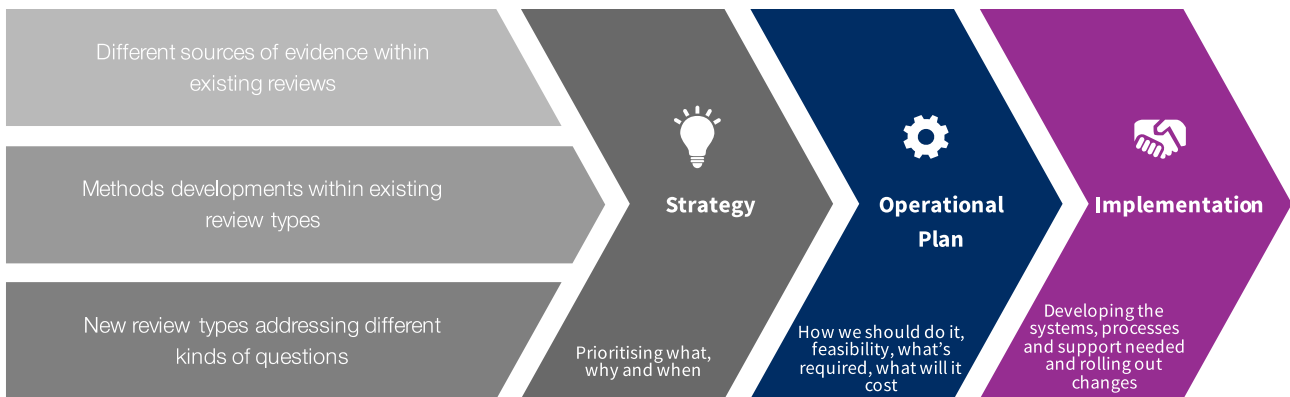 Different sources of evidence within
existing reviews
Methods developments within existing
review types
New review types addressing different
kinds of questions
Strategy
Prioritising what,
why and when
Operational
Plan
How we should do it,
feasibility, what's
required, what will it
cost
Implementation
Developing the
systems, processes
and support needed
and rolling out
changes